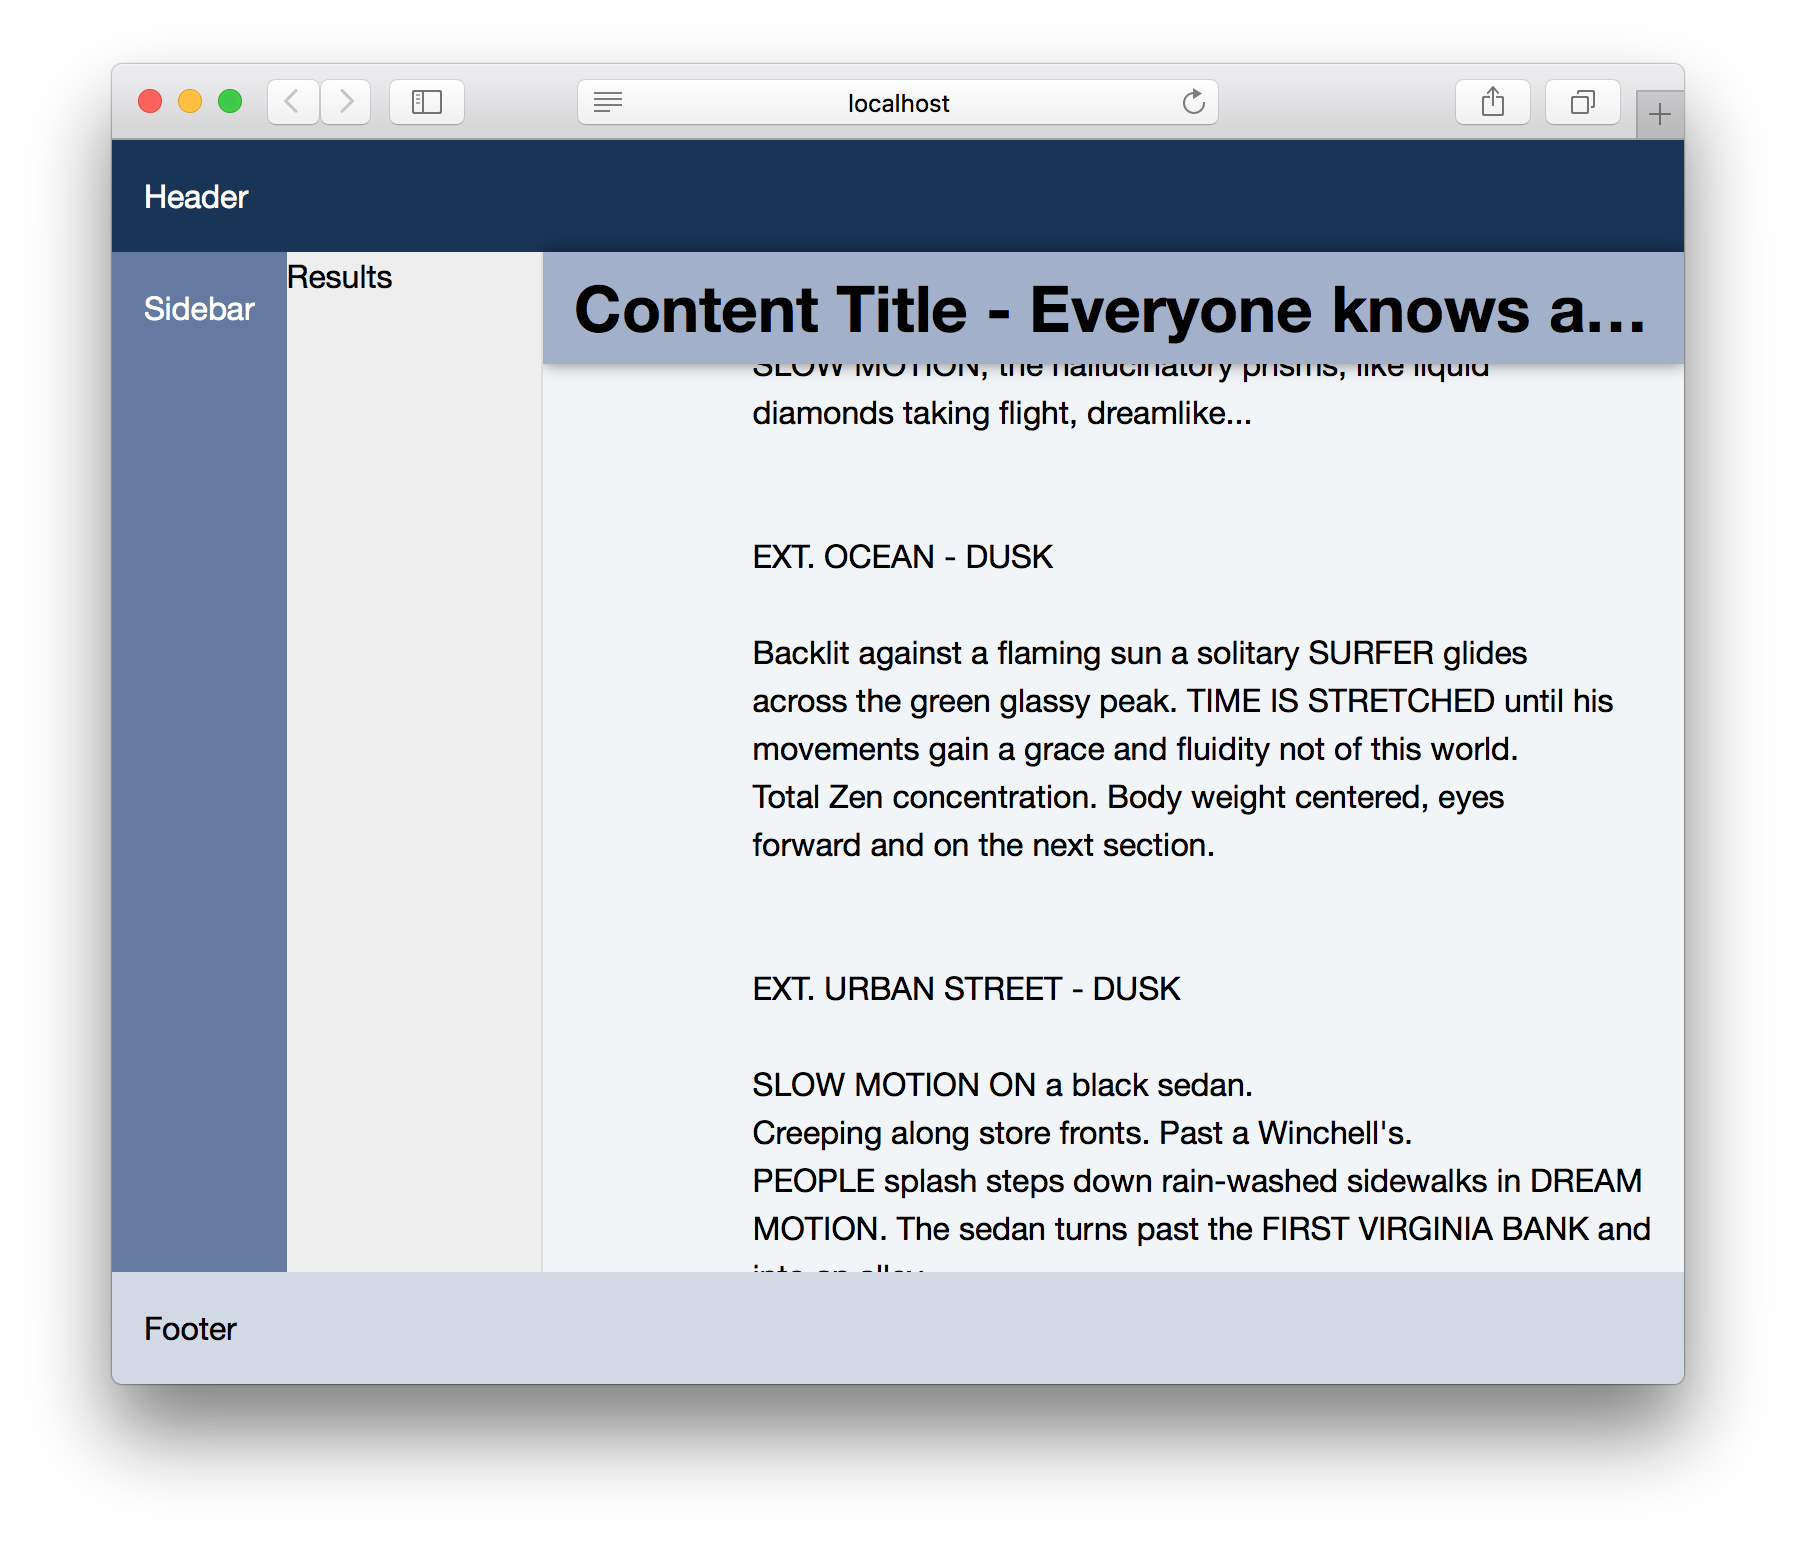 localhost
Header
Sidebar
Results
Content Title - Everyone knows a...
SLOW MOTION, the hallucinatory prisms, like liquid
diamonds taking flight, dreamlike...
EXT. OCEAN - DUSK
Backlit against a flaming sun a solitary SURFER glides
across the green glassy peak. TIME IS STRETCHED until his
movements gain a grace and fluidity not of this world.
Total Zen concentration. Body weight centered, eyes
forward and on the next section.
EXT. URBAN STREET - DUSK
SLOW MOTION ON a black sedan.
Creeping along store fronts. Past a Winchell's.
PEOPLE splash steps down rain-washed sidewalks in DREAM
MOTION. The sedan turns past the FIRST VIRGINIA BANK and
into an alley
Footer